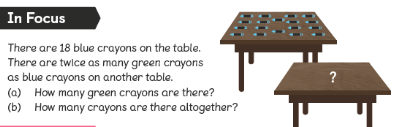 In Focus
There are 18 blue crayons on the table.
There are twice as many green crayons
as blue crayons on another table.
(a) How many green crayons are there?
(b) How many crayons are there altogether?
?